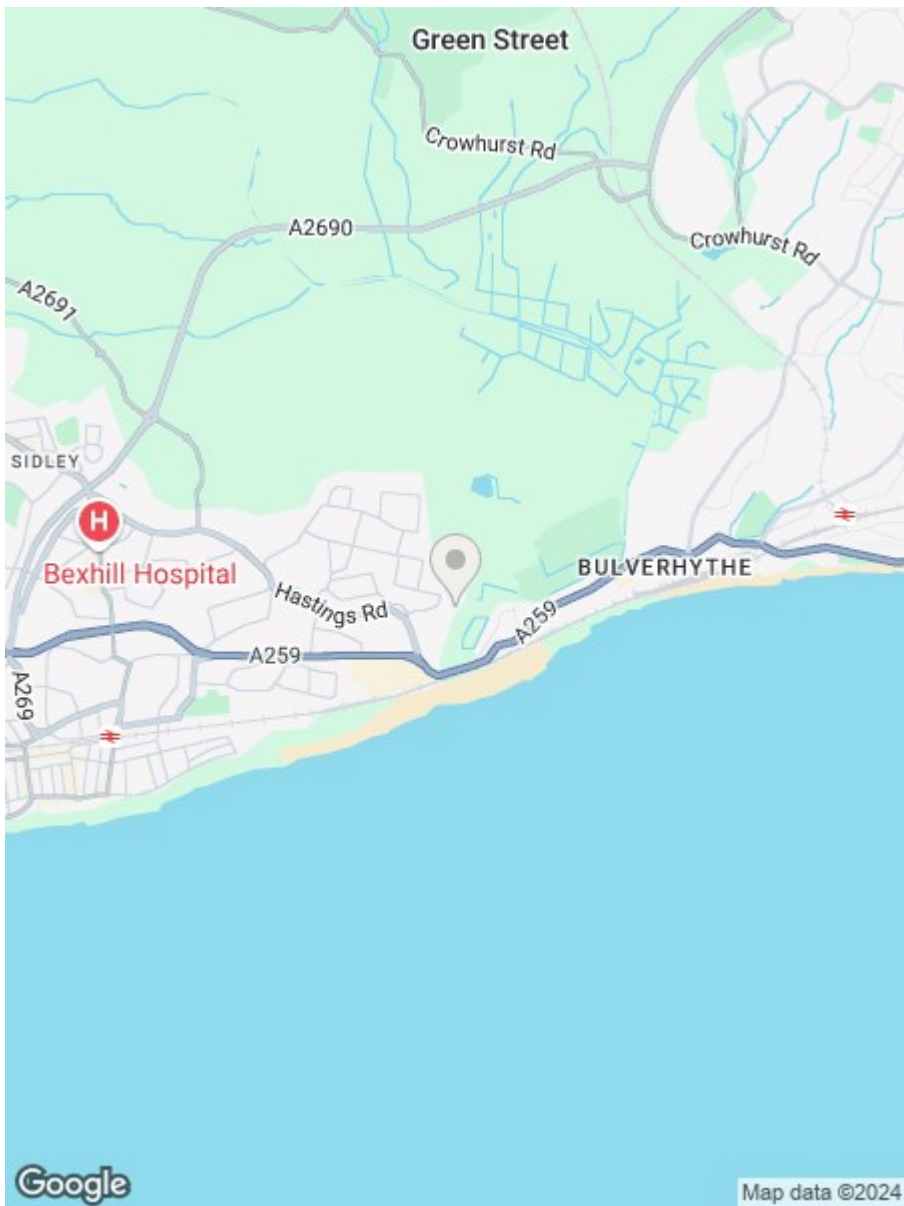 Green Street
Crowhurst Rd
A2690
Crowhurst Rd
A2691
SIDLEY
H
Bexhill Hospital
BULVERHYTHE
Hastings Rd
A259
A259
A269
Google
Map data ©2024